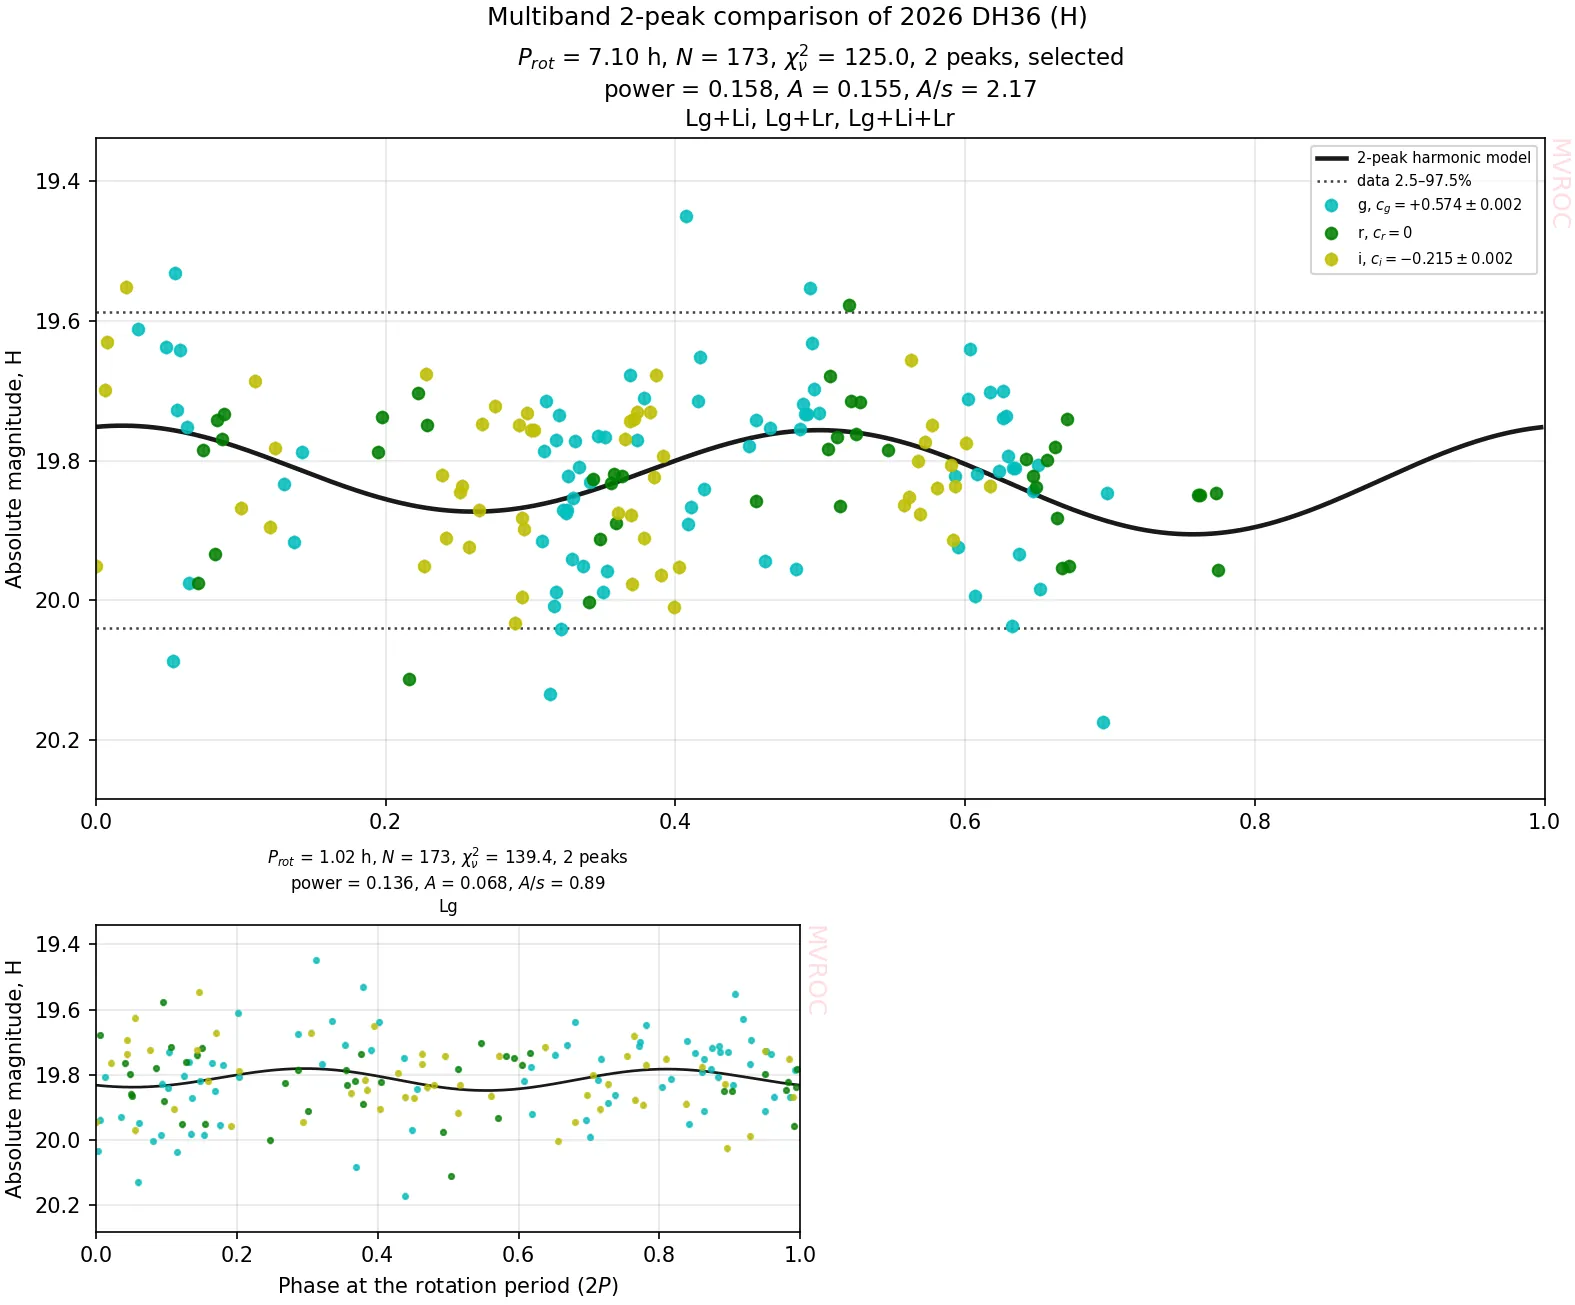 Multiband 2-peak comparison of 2026 DH36 (H)
P_rot = 7.10 h, N = 173, χ²_ν = 125.0, 2 peaks, selected
power = 0.158, A = 0.155, A/s = 2.17
Lg+Li, Lg+Lr, Lg+Li+Lr
2-peak harmonic model
data 2.5–97.5%
g, c_g = +0.574 ± 0.002
r, c_r = 0
i, c_i = −0.215 ± 0.002
MVROC
Absolute magnitude, H
19.4
19.6
19.8
20.0
20.2
0.0 0.2 0.4 0.6 0.8 1.0
P_rot = 1.02 h, N = 173, χ²_ν = 139.4, 2 peaks
power = 0.136, A = 0.068, A/s = 0.89
Lg
MVROC
Absolute magnitude, H
19.4
19.6
19.8
20.0
20.2
0.0 0.2 0.4 0.6 0.8 1.0
Phase at the rotation period (2P)